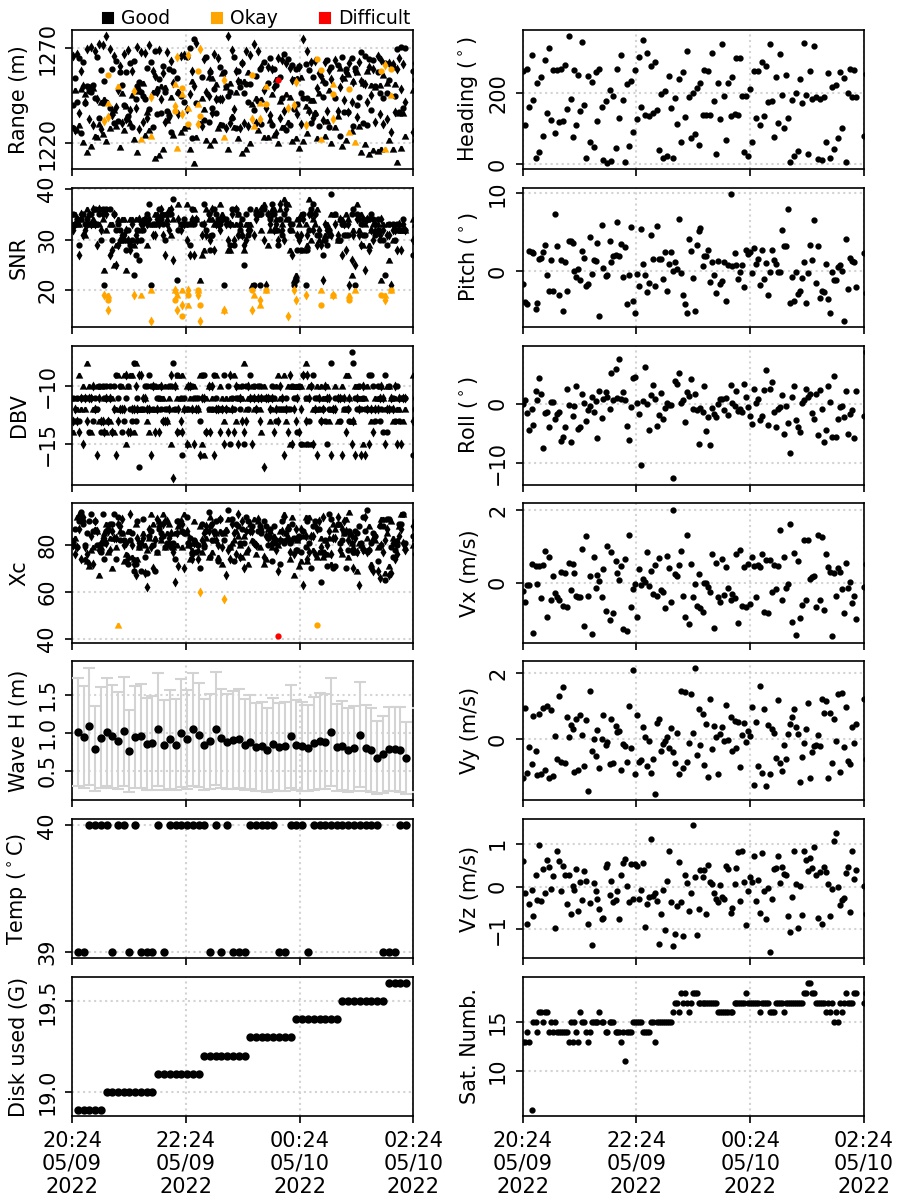 Good Okay Difficult
Range (m)
1270
1220
Heading (°)
200
0
SNR
40
30
20
Pitch (°)
10
0
DBV
−10
−15
Roll (°)
0
−10
Xc
80
60
40
Vx (m/s)
2
0
Wave H (m)
1.5
1.0
0.5
Vy (m/s)
2
0
Temp (°C)
40
39
Vz (m/s)
1
0
−1
Disk used (G)
19.5
19.0
Sat. Numb.
15
10
20:24 22:24 00:24 02:24
05/09 05/09 05/10 05/10
2022 2022 2022 2022
20:24 22:24 00:24 02:24
05/09 05/09 05/10 05/10
2022 2022 2022 2022